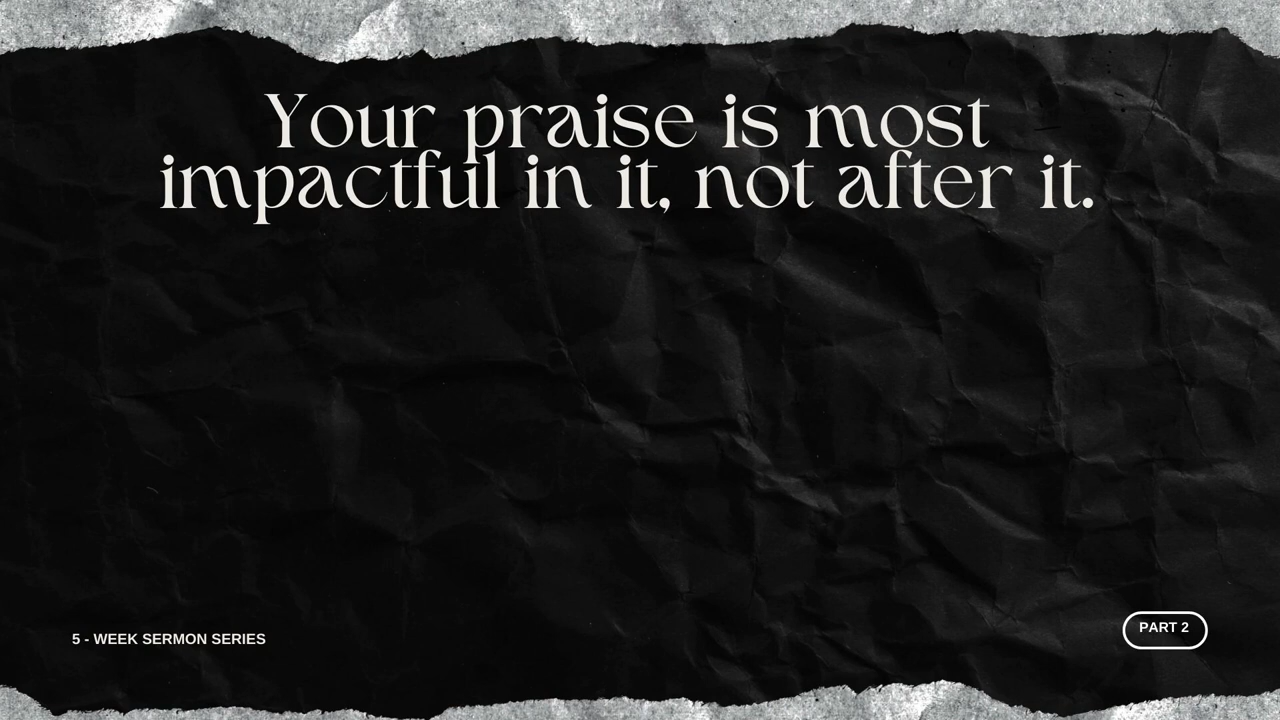 Your praise is most
impactful in it, not after it.
5 - WEEK SERMON SERIES
PART 2